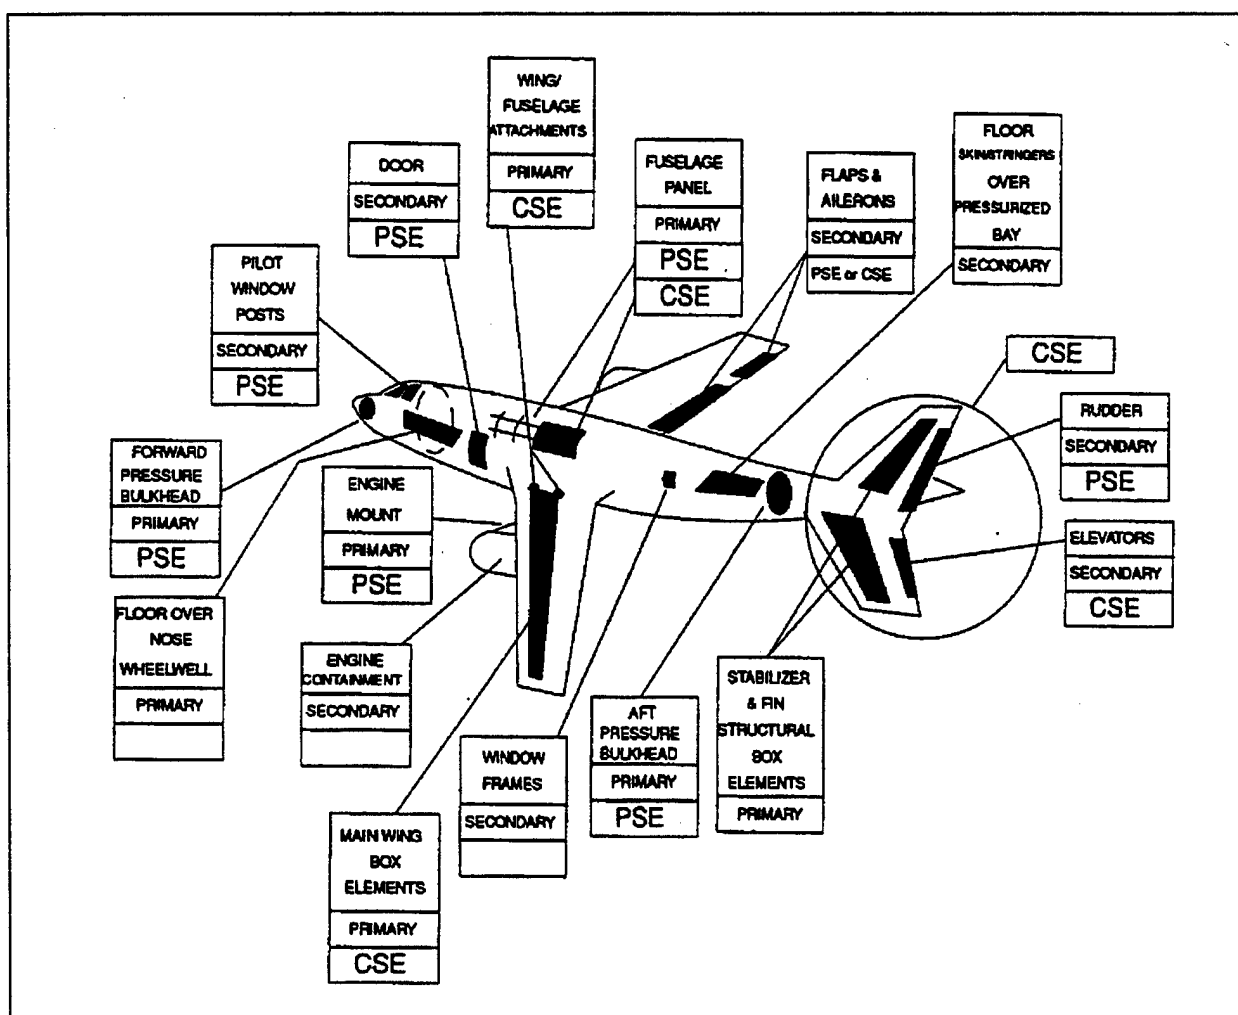 WING/
FUSELAGE
ATTACHMENTS
PRIMARY
CSE
DOOR
SECONDARY
PSE
FUSELAGE
PANEL
PRIMARY
PSE
CSE
FLAPS &
AILERONS
SECONDARY
PSE or CSE
FLOOR
SKIN/STRINGERS
OVER
PRESSURIZED
BAY
SECONDARY
PILOT
WINDOW
POSTS
SECONDARY
PSE
CSE
RUDDER
SECONDARY
PSE
FORWARD
PRESSURE
BULKHEAD
PRIMARY
PSE
ENGINE
MOUNT
PRIMARY
PSE
ELEVATORS
SECONDARY
CSE
FLOOR OVER
NOSE
WHEELWELL
PRIMARY
ENGINE
CONTAINMENT
SECONDARY
STABILIZER
& FIN
STRUCTURAL
BOX
ELEMENTS
PRIMARY
AFT
PRESSURE
BULKHEAD
PRIMARY
PSE
WINDOW
FRAMES
SECONDARY
MAIN WING
BOX
ELEMENTS
PRIMARY
CSE